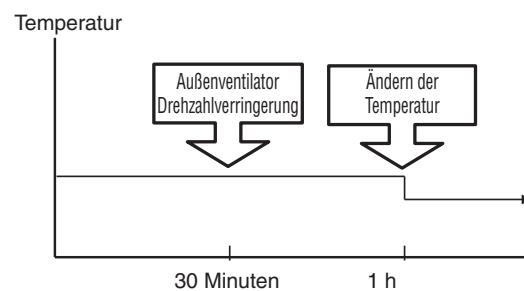 Temperatur
Außenventilator
Drehzahlverringerung
Ändern der
Temperatur
30 Minuten
1 h